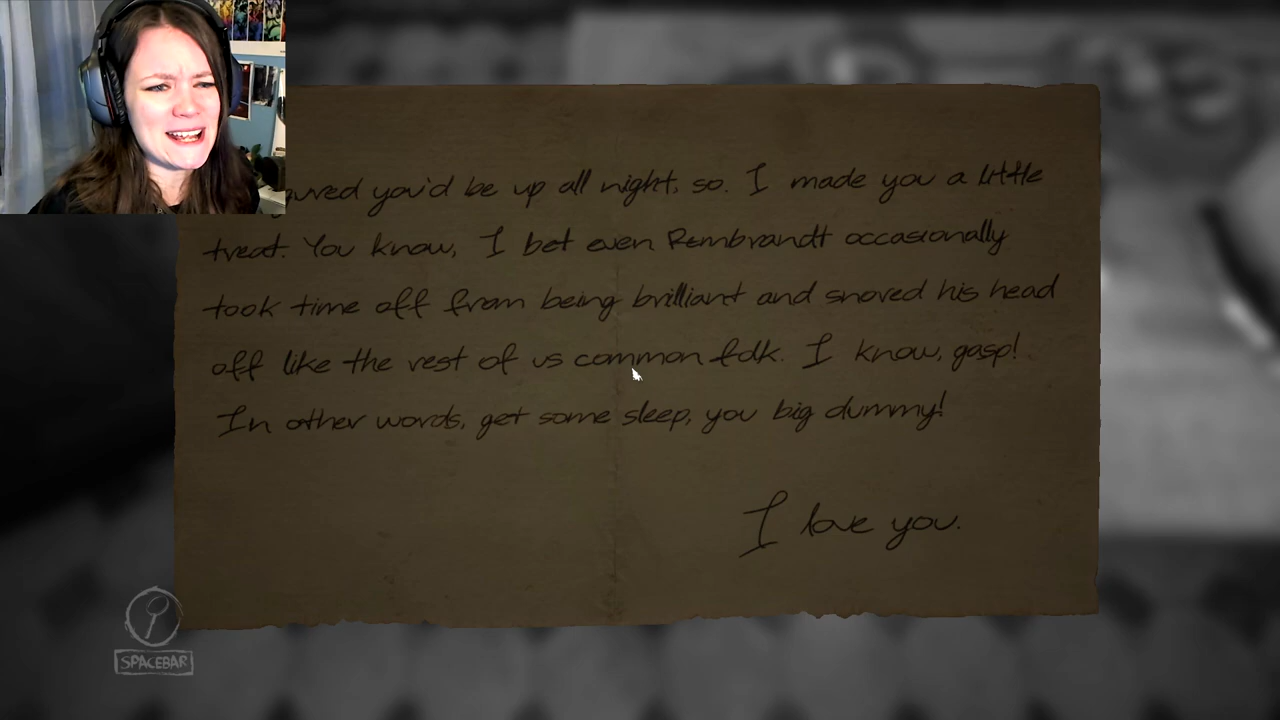 you'd be up all night, so. I made you a little
treat. You know, I bet even Rembrandt occasionally
took time off from being brilliant and snored his head
off like the rest of us common folk. I know, gasp!
In other words, get some sleep, you big dummy!
I love you.
SPACEBAR